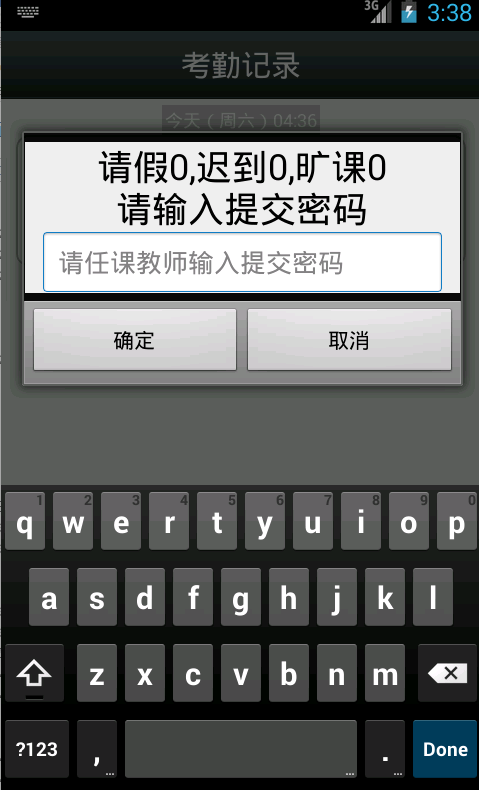 3G 3:38
考勤记录
今天（周六）04:36
请假0,迟到0,旷课0
请输入提交密码
请任课教师输入提交密码
确定 取消
1 2 3 4 5 6 7 8 9 0
q w e r t y u i o p
a s d f g h j k l
z x c v b n m
?123 , ... ... . ... Done